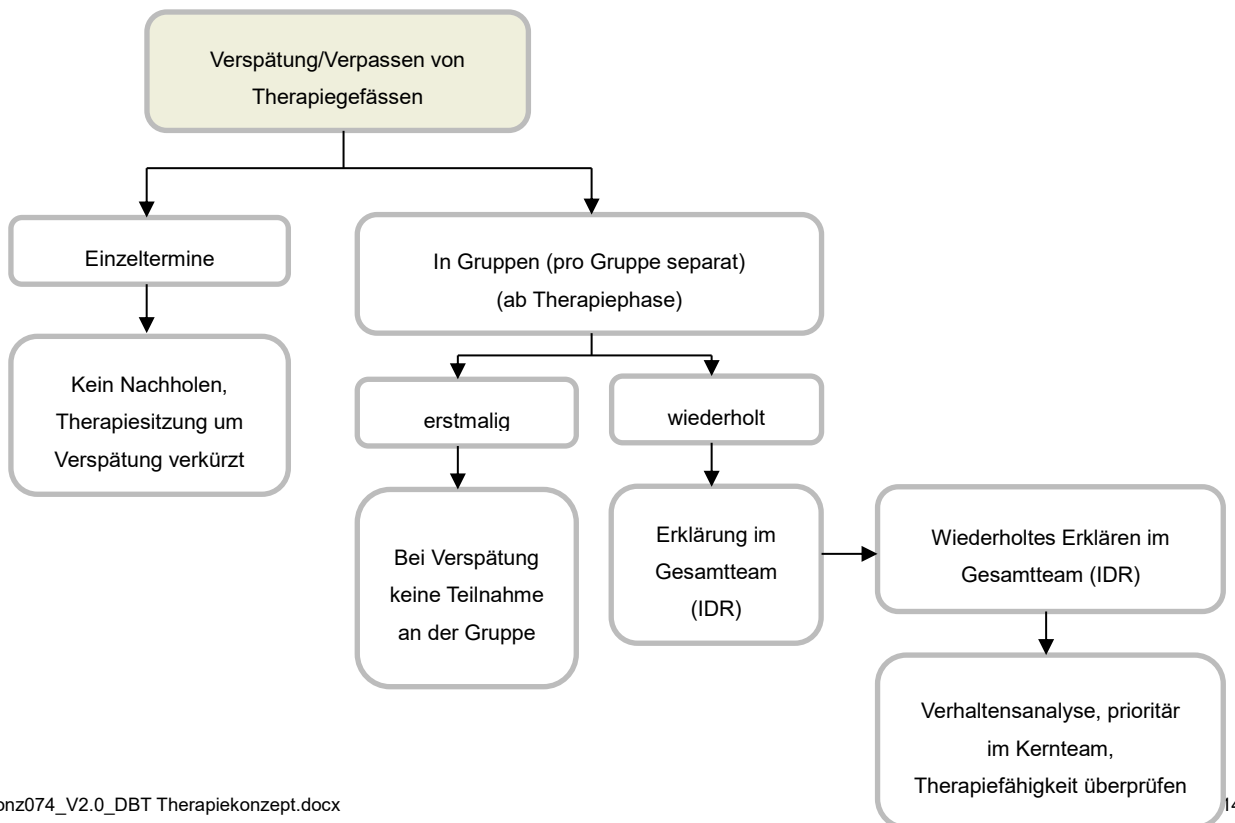 Verspätung/Verpassen von
Therapiegefässen
Einzeltermine
In Gruppen (pro Gruppe separat)
(ab Therapiephase)
Kein Nachholen,
Therapiesitzung um
Verspätung verkürzt
erstmalig
wiederholt
Bei Verspätung
keine Teilnahme
an der Gruppe
Erklärung im
Gesamtteam
(IDR)
Wiederholtes Erklären im
Gesamtteam (IDR)
Verhaltensanalyse, prioritär
im Kernteam,
Therapiefähigkeit überprüfen
onz074_V2.0_DBT Therapiekonzept.docx